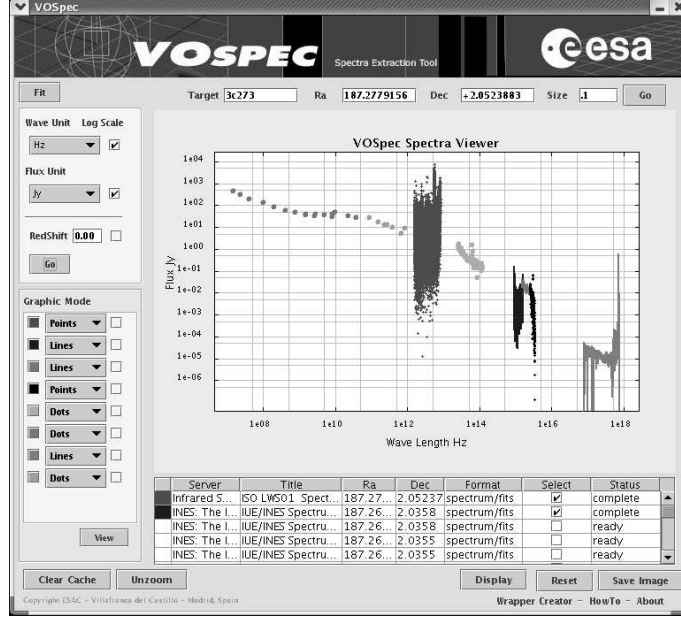 VOSpec
VOSPEC Spectra Extraction Tool esa
Fit Target 3c273 Ra 187.2779156 Dec +2.0523883 Size .1 Go
Wave Unit Log Scale
Hz
Flux Unit
Jy
RedShift 0.00
Go
VOSpec Spectra Viewer
1e04
1e03
1e02
1e01
1e00
1e-01
1e-02
1e-03
1e-04
1e-05
1e-06
Flux Jy
1e08 1e10 1e12 1e14 1e16 1e18
Wave Length Hz
Graphic Mode
Points
Lines
Lines
Points
Dots
Dots
Lines
Dots
View
Server Title Ra Dec Format Select Status
Infrared S... ISO LWS01 Spect... 187.27... 2.05237 spectrum/fits complete
INES: The I... IUE/INES Spectru... 187.26... 2.0358 spectrum/fits complete
INES: The I... IUE/INES Spectru... 187.26... 2.0358 spectrum/fits ready
INES: The I... IUE/INES Spectru... 187.26... 2.0355 spectrum/fits ready
INES: The I... IUE/INES Spectru... 187.26... 2.0355 spectrum/fits ready
Clear Cache Unzoom Display Reset Save Image
Copyright ESAC - Villafranca del Castillo - Madrid, Spain Wrapper Creator - HowTo - About